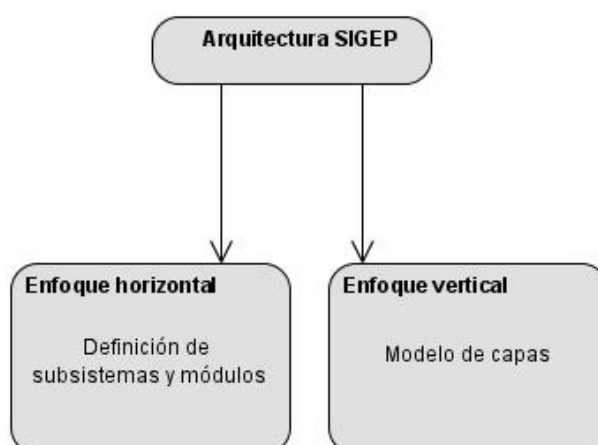 Arquitectura SIGEP
Enfoque horizontal
Definición de
subsistemas y módulos
Enfoque vertical
Modelo de capas